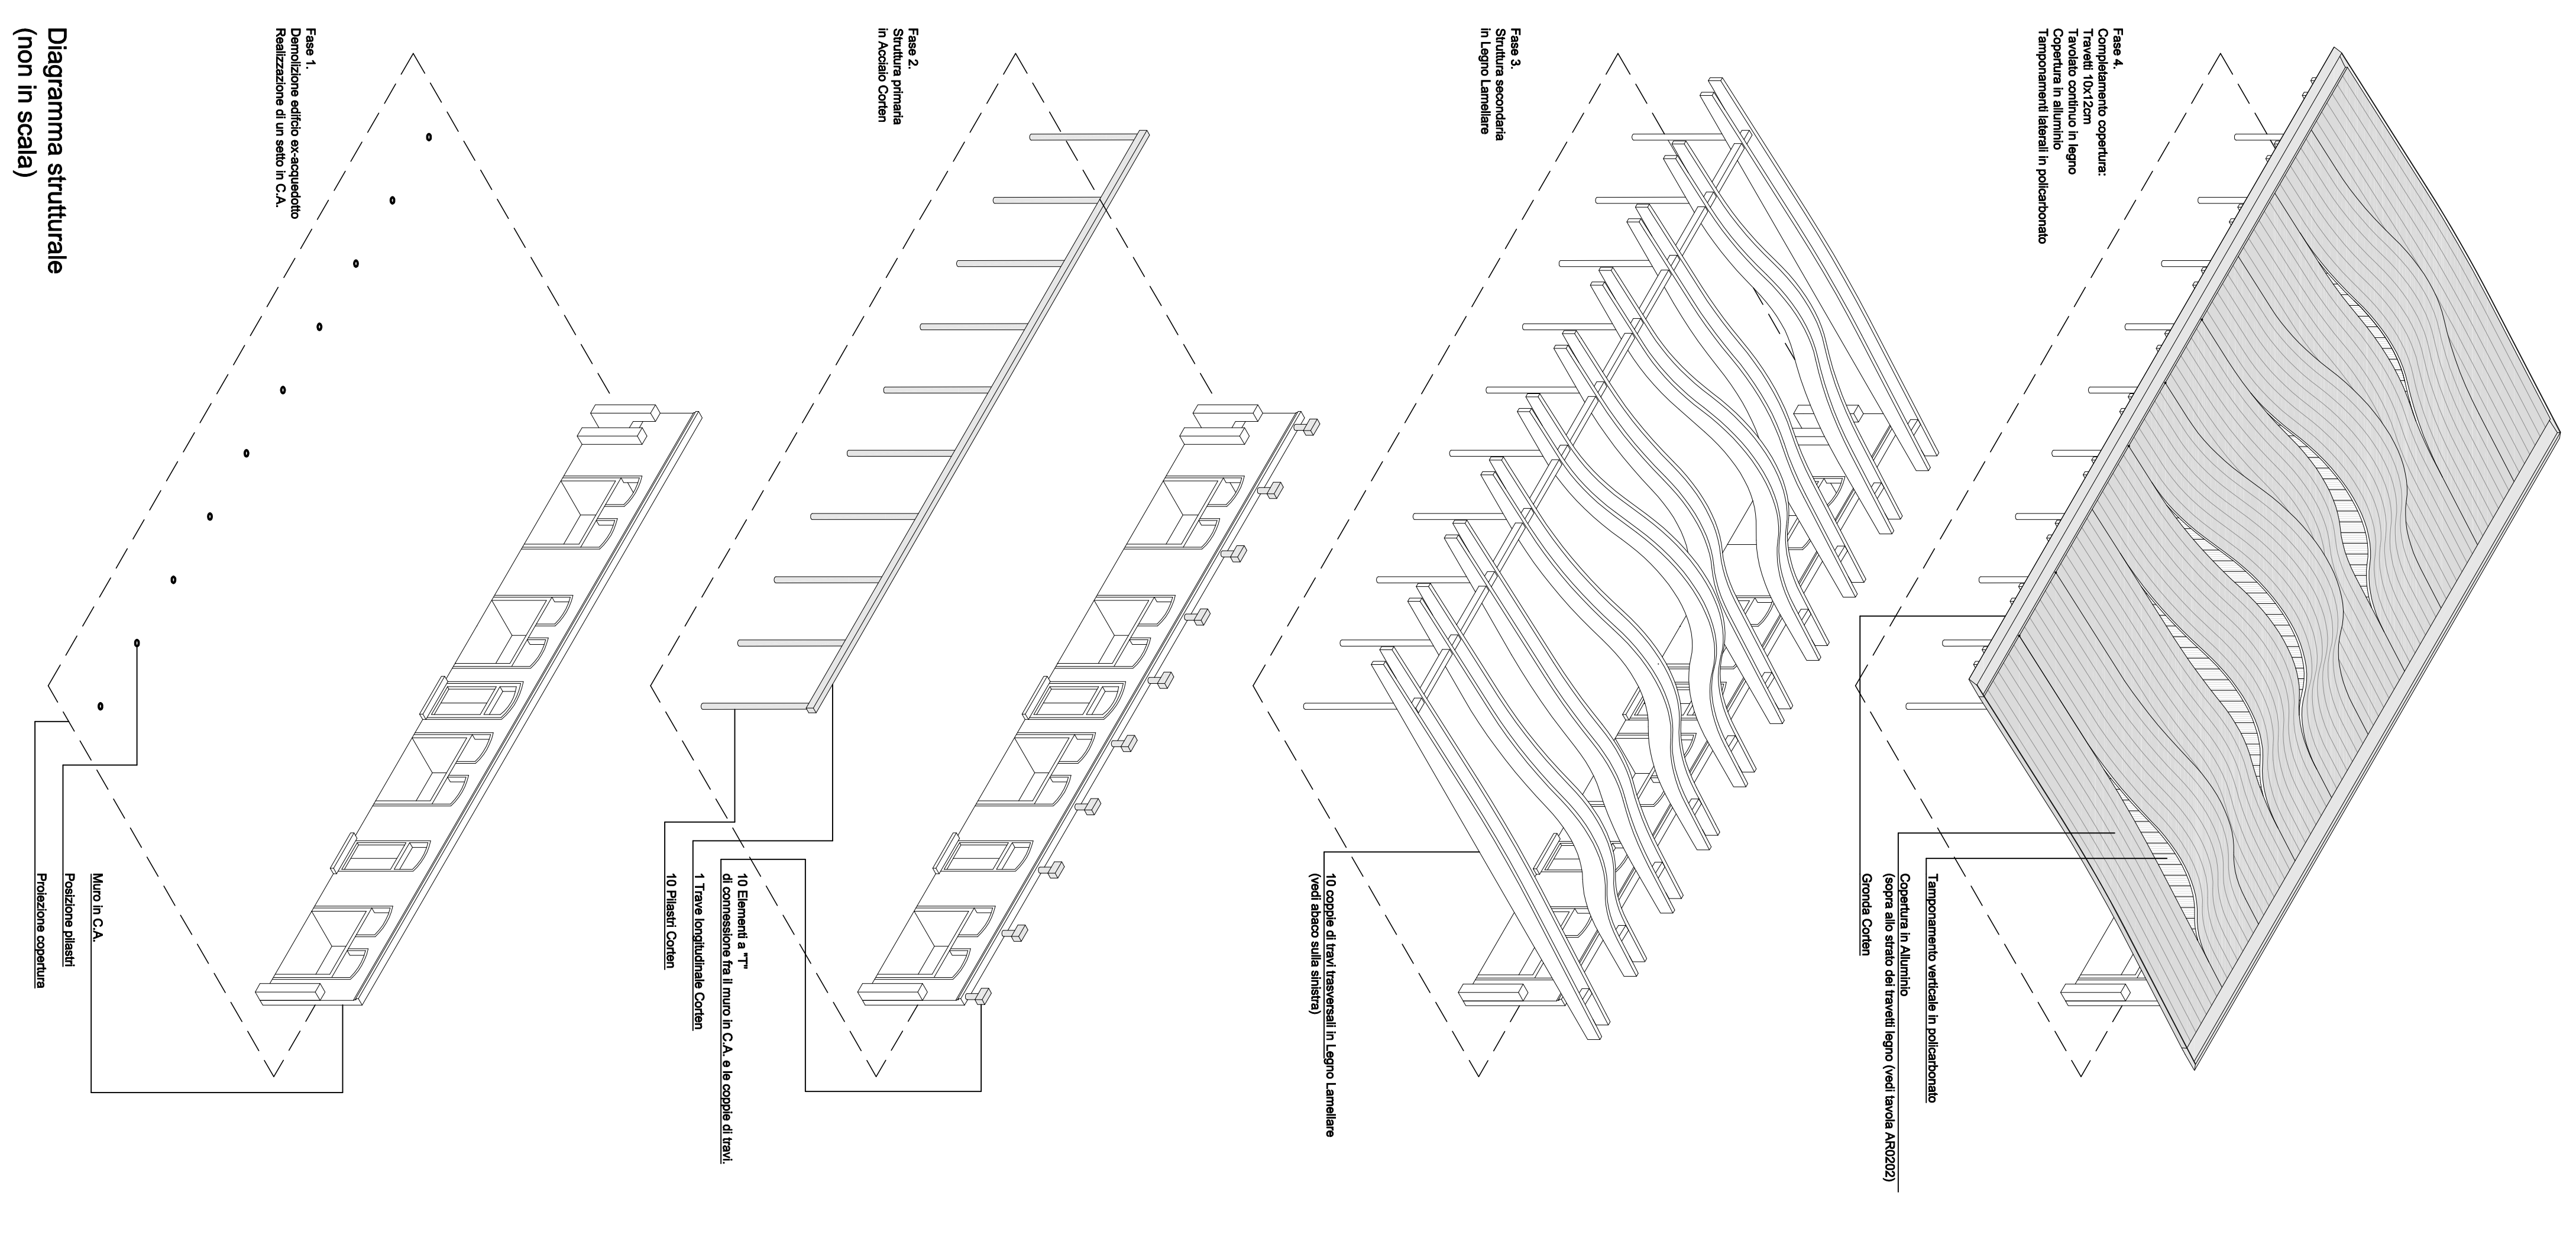 Diagramma strutturale
(non in scala)
Fase 1.
Demolizione edifcio ex-acquedotto
Realizzazione di un setto in C.A.
Muro in C.A.
Posizione pilastri
Proiezione copertura
Fase 2.
Struttura primaria
in Acciaio Corten
10 Elementi a "T"
di connessione fra il muro in C.A. e le coppie di travi.
1 Trave longitudinale Corten
10 Pilastri Corten
Fase 3.
Struttura secondaria
in Legno Lamellare
10 coppie di travi trasversali in Legno Lamellare
(vedi abaco sulla sinistra)
Fase 4.
Completamento copertura:
Travetti 10x12cm
Tavolato continuo in legno
Copertura in alluminio
Tamponamenti laterali in policarbonato
Tamponamento verticale in policarbonato
Copertura in Alluminio
(sopra allo strato dei travetti legno (vedi tavola AR0202)
Gronda Corten